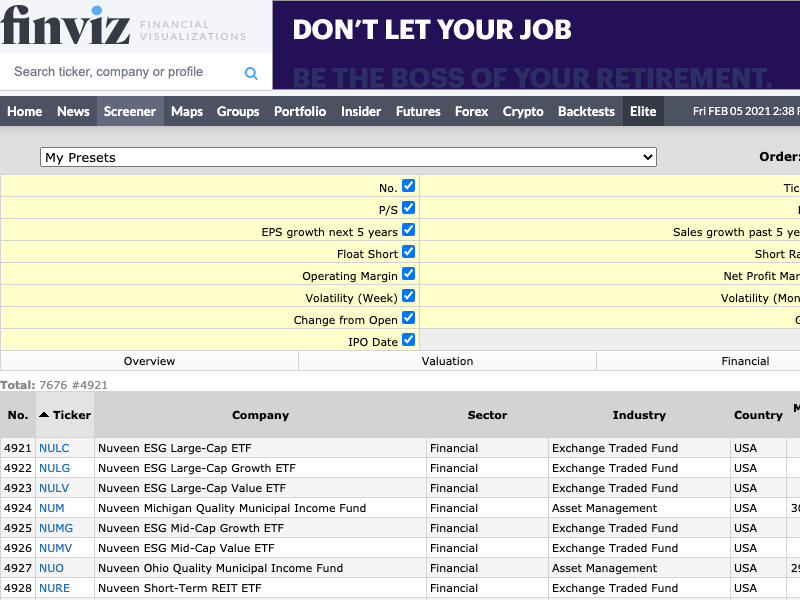 finviz FINANCIAL VISUALIZATIONS
DON'T LET YOUR JOB
BE THE BOSS OF YOUR RETIREMENT.
Search ticker, company or profile
Home News Screener Maps Groups Portfolio Insider Futures Forex Crypto Backtests Elite Fri FEB 05 2021 2:38
My Presets Order:
No. Tic
P/S
EPS growth next 5 years Sales growth past 5 ye
Float Short Short Ra
Operating Margin Net Profit Mar
Volatility (Week) Volatility (Mon
Change from Open G
IPO Date
Overview Valuation Financial
Total: 7676 #4921
No. Ticker Company Sector Industry Country M
4921 NULC Nuveen ESG Large-Cap ETF Financial Exchange Traded Fund USA
4922 NULG Nuveen ESG Large-Cap Growth ETF Financial Exchange Traded Fund USA
4923 NULV Nuveen ESG Large-Cap Value ETF Financial Exchange Traded Fund USA
4924 NUM Nuveen Michigan Quality Municipal Income Fund Financial Asset Management USA 30
4925 NUMG Nuveen ESG Mid-Cap Growth ETF Financial Exchange Traded Fund USA
4926 NUMV Nuveen ESG Mid-Cap Value ETF Financial Exchange Traded Fund USA
4927 NUO Nuveen Ohio Quality Municipal Income Fund Financial Asset Management USA 29
4928 NURE Nuveen Short-Term REIT ETF Financial Exchange Traded Fund USA